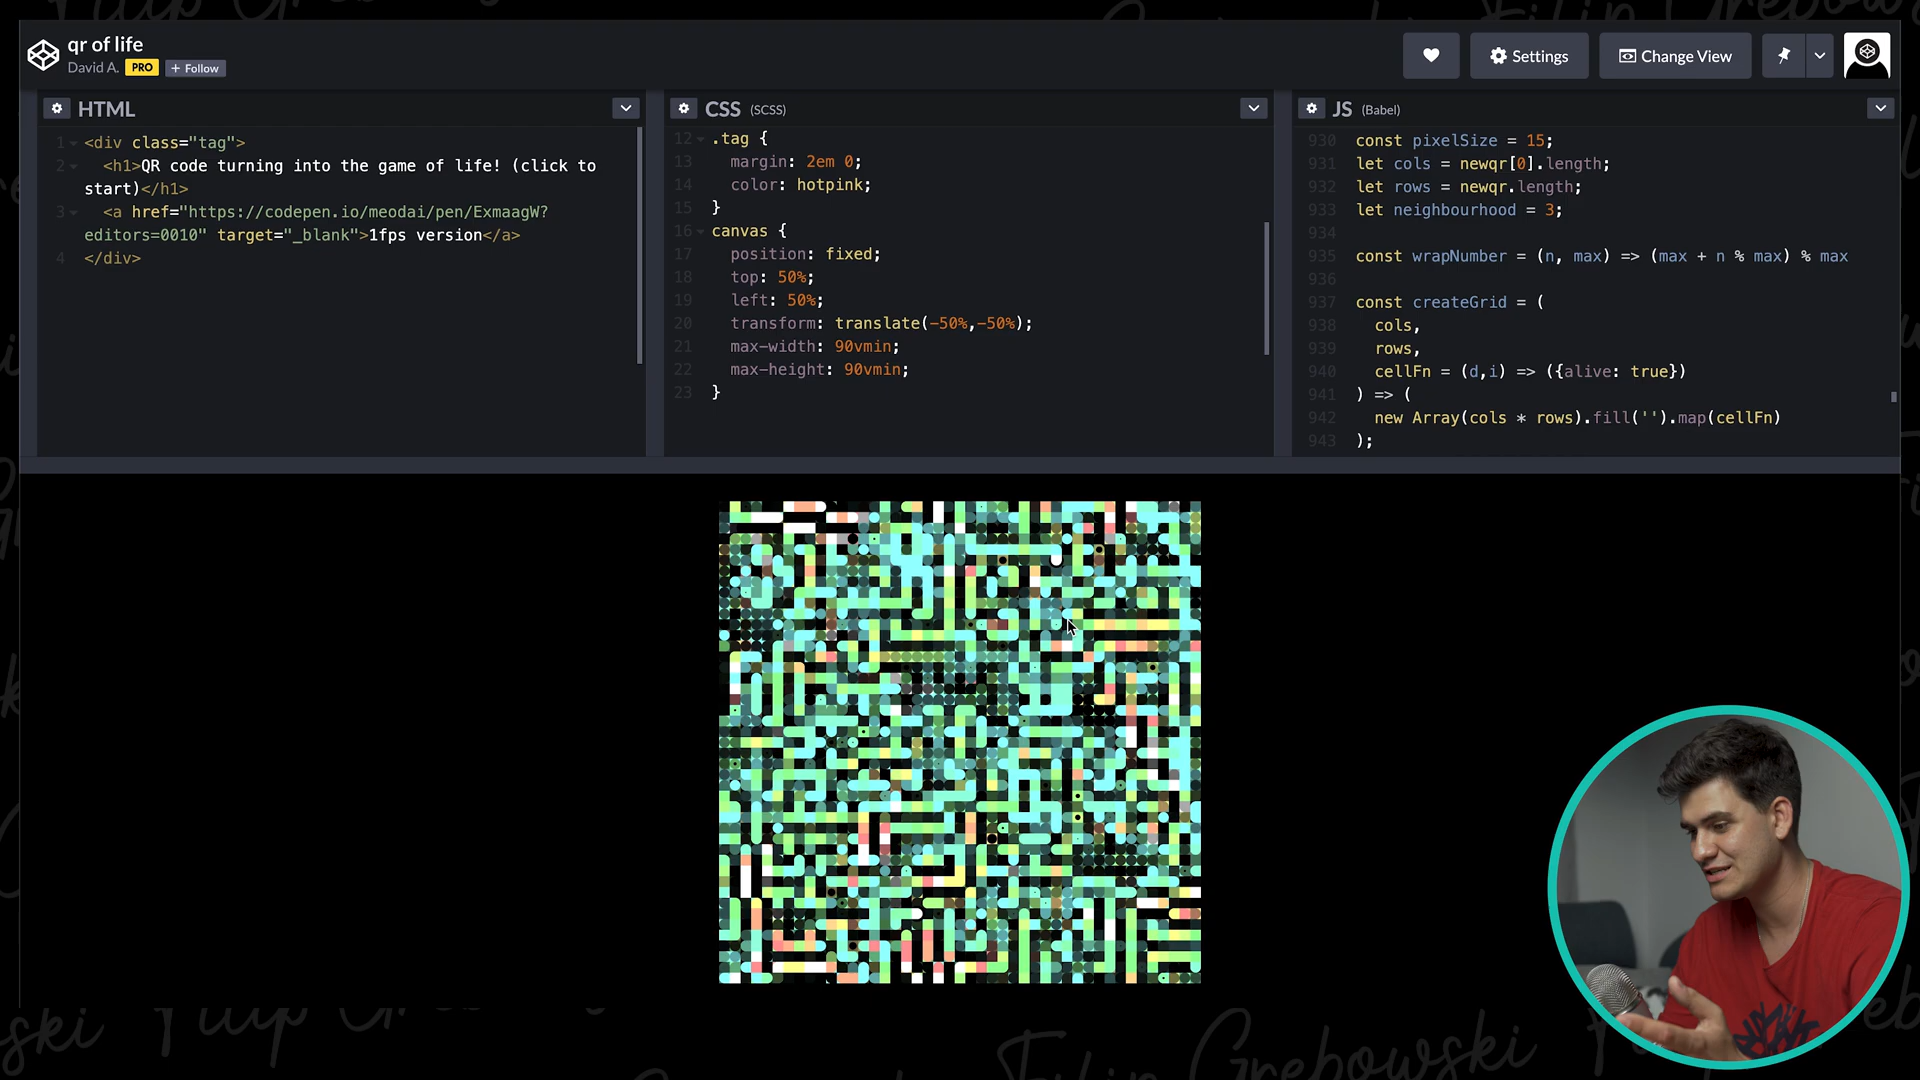 qr of life
David A. PRO + Follow
Settings
Change View
HTML
1 <div class="tag">
2 <h1>QR code turning into the game of life! (click to
start)</h1>
3 <a href="https://codepen.io/meodai/pen/ExmaagW?
editors=0010" target="_blank">1fps version</a>
4 </div>
CSS (SCSS)
12 .tag {
13 margin: 2em 0;
14 color: hotpink;
15 }
16 canvas {
17 position: fixed;
18 top: 50%;
19 left: 50%;
20 transform: translate(-50%,-50%);
21 max-width: 90vmin;
22 max-height: 90vmin;
23 }
JS (Babel)
930 const pixelSize = 15;
931 let cols = newqr[0].length;
932 let rows = newqr.length;
933 let neighbourhood = 3;
934
935 const wrapNumber = (n, max) => (max + n % max) % max
936
937 const createGrid = (
938 cols,
939 rows,
940 cellFn = (d,i) => ({alive: true})
941 ) => (
942 new Array(cols * rows).fill('').map(cellFn)
943 );
Filip Grebowski